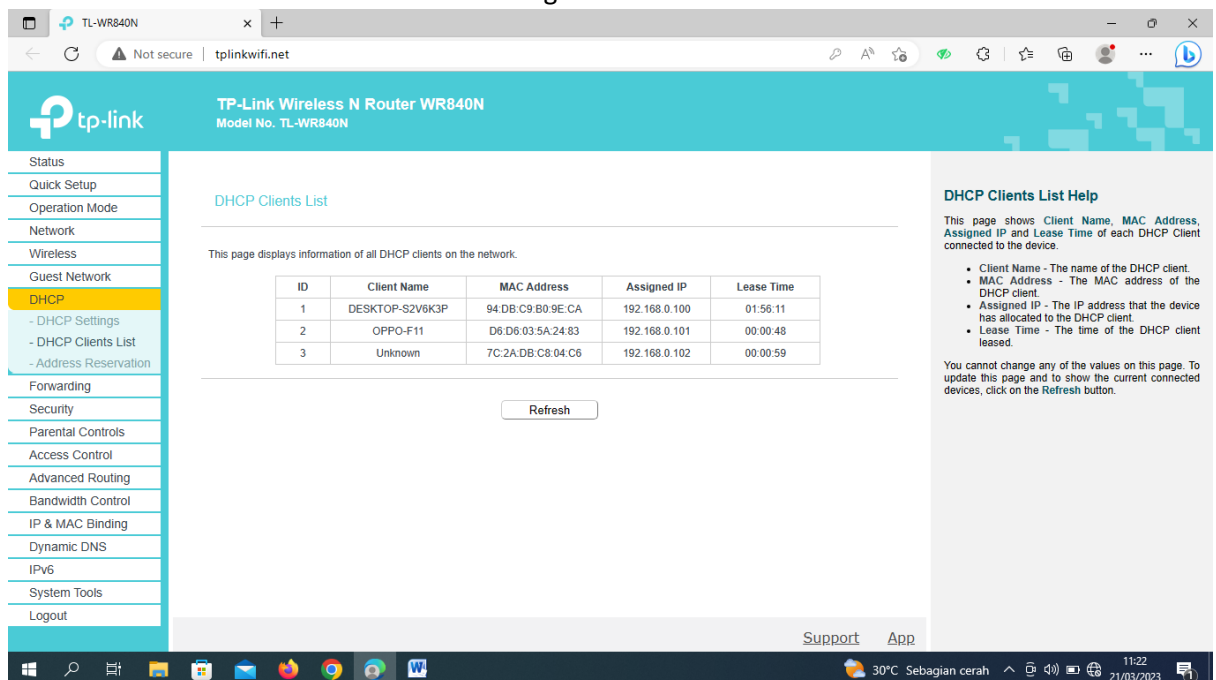 TL-WR840N
Not secure | tplinkwifi.net
tp-link
TP-Link Wireless N Router WR840N
Model No. TL-WR840N
Status
Quick Setup
Operation Mode
Network
Wireless
Guest Network
DHCP
- DHCP Settings
- DHCP Clients List
- Address Reservation
Forwarding
Security
Parental Controls
Access Control
Advanced Routing
Bandwidth Control
IP & MAC Binding
Dynamic DNS
IPv6
System Tools
Logout
DHCP Clients List
This page displays information of all DHCP clients on the network.
ID Client Name MAC Address Assigned IP Lease Time
1 DESKTOP-S2V6K3P 94:DB:C9:B0:9E:CA 192.168.0.100 01:56:11
2 OPPO-F11 D6:D6:03:5A:24:83 192.168.0.101 00:00:48
3 Unknown 7C:2A:DB:C8:04:C6 192.168.0.102 00:00:59
Refresh
DHCP Clients List Help
This page shows Client Name, MAC Address,
Assigned IP and Lease Time of each DHCP Client
connected to the device.
• Client Name - The name of the DHCP client.
• MAC Address - The MAC address of the
DHCP client.
• Assigned IP - The IP address that the device
has allocated to the DHCP client.
• Lease Time - The time of the DHCP client
leased.
You cannot change any of the values on this page. To
update this page and to show the current connected
devices, click on the Refresh button.
Support App
30°C Sebagian cerah
11:22
21/03/2023